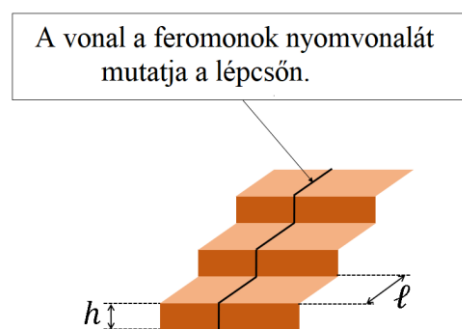 A vonal a feromonok nyomvonalát
mutatja a lépcsőn.
h
ℓ